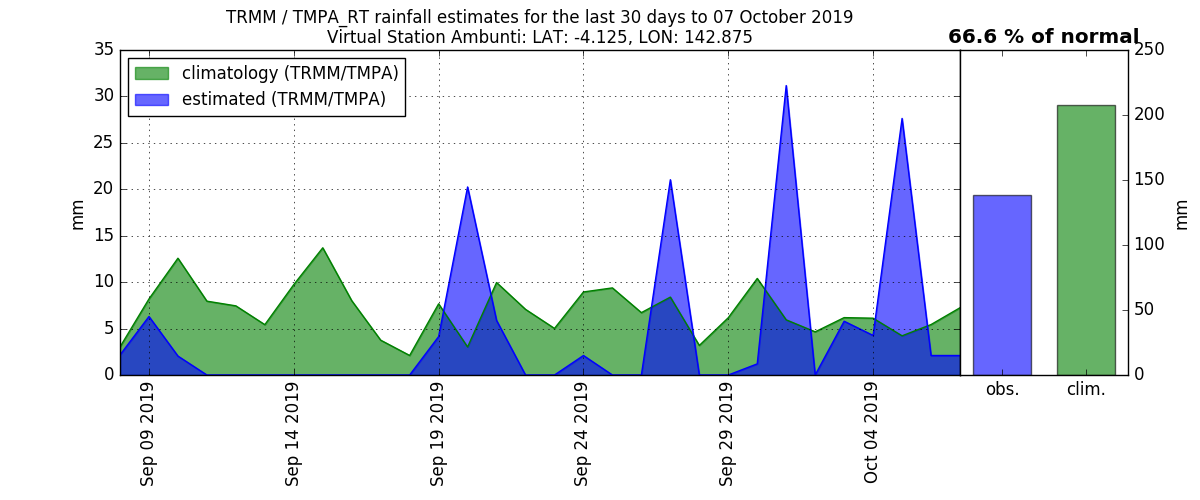 TRMM / TMPA_RT rainfall estimates for the last 30 days to 07 October 2019
Virtual Station Ambunti: LAT: -4.125, LON: 142.875
66.6 % of normal
climatology (TRMM/TMPA)
estimated (TRMM/TMPA)
35
30
25
20
15
10
5
0
mm
Sep 09 2019
Sep 14 2019
Sep 19 2019
Sep 24 2019
Sep 29 2019
Oct 04 2019
obs.
clim.
250
200
150
100
50
0
mm